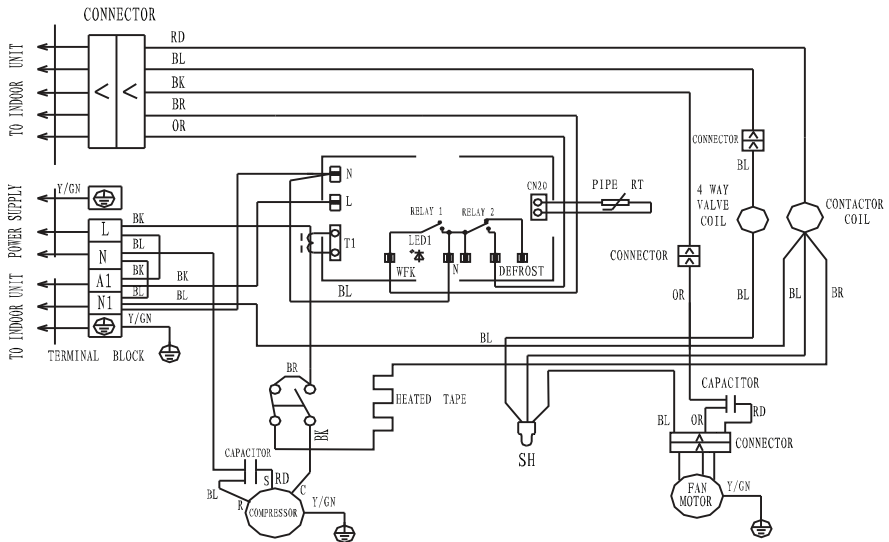 CONNECTOR
TO INDOOR UNIT
RD
BL
BK
BR
OR
POWER SUPPLY
Y/GN
L
N
A1
N1
BK
BL
BK
BK
BL
BL
Y/GN
TO INDOOR UNIT
TERMINAL BLOCK
N
L
T1
RELAY 1
RELAY 2
LED1
WFK
N
DEFROST
CN20
PIPE RT
BL
CONNECTOR
BL
4 WAY
VALVE
COIL
CONTACTOR
COIL
CONNECTOR
OR
BL
BL
BR
BL
BR
HEATED TAPE
BK
CAPACITOR
S
RD
BL
R
C
COMPRESSOR
Y/GN
SH
CAPACITOR
BL
OR
RD
CONNECTOR
FAN
MOTOR
Y/GN